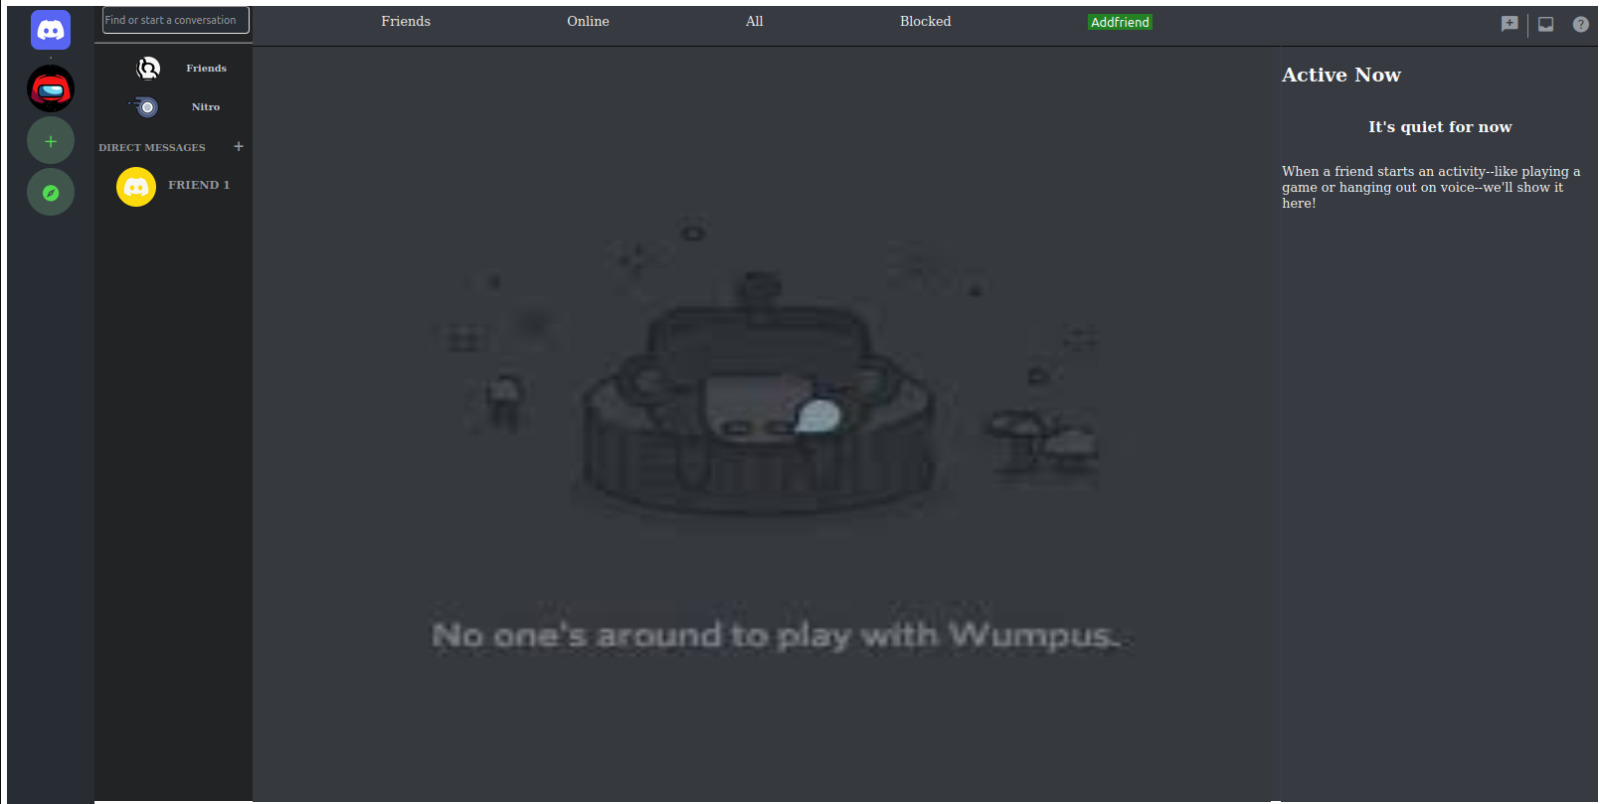 Find or start a conversation
Friends
Online
All
Blocked
Addfriend
Friends
Nitro
DIRECT MESSAGES +
FRIEND 1
No one's around to play with Wumpus.
Active Now
It's quiet for now
When a friend starts an activity--like playing a
game or hanging out on voice--we'll show it
here!